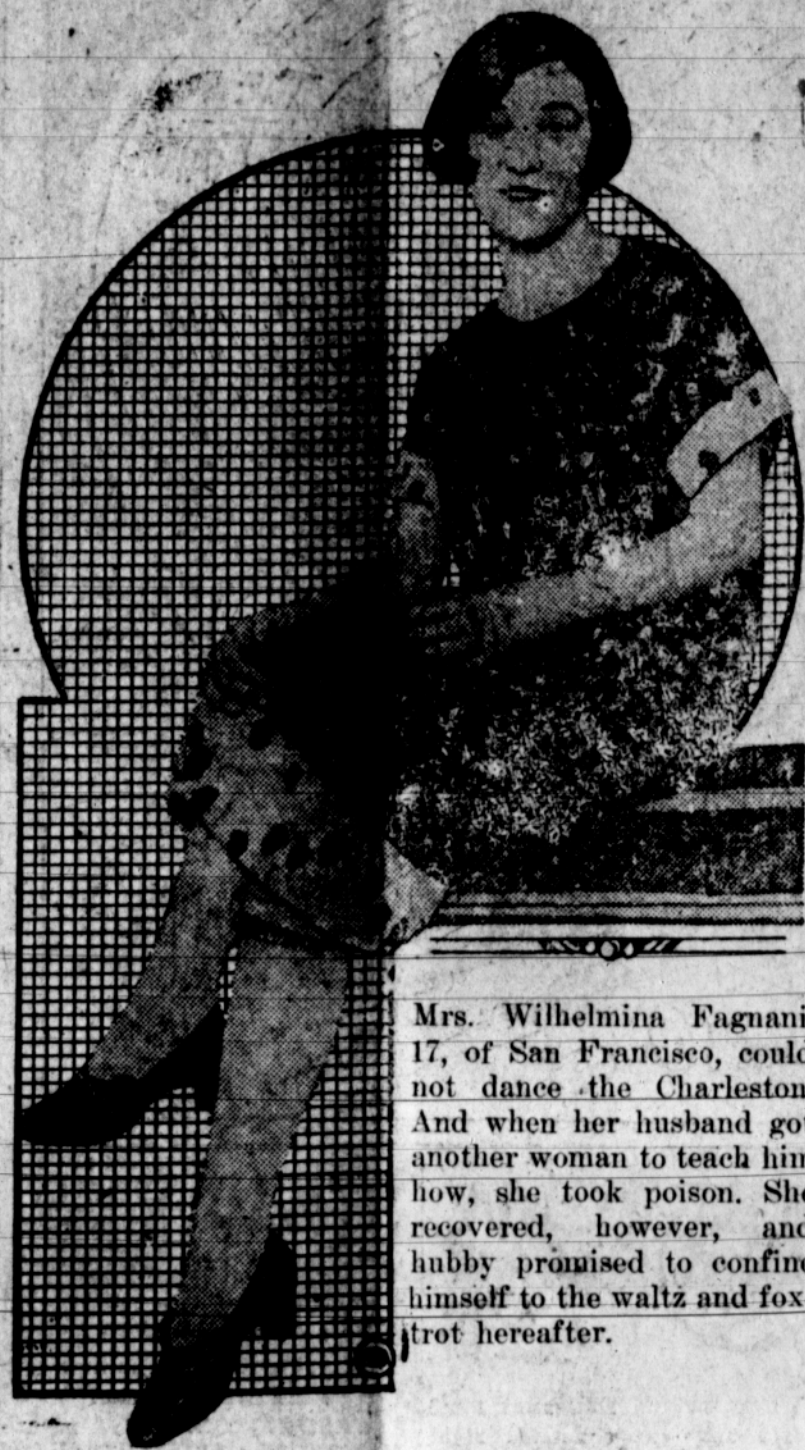 Mrs. Wilhelmina Fagnani
17, of San Francisco, could
not dance the Charleston
And when her husband got
another woman to teach him
how, she took poison. She
recovered, however, and
hubby promised to confine
himself to the waltz and fox
trot hereafter.